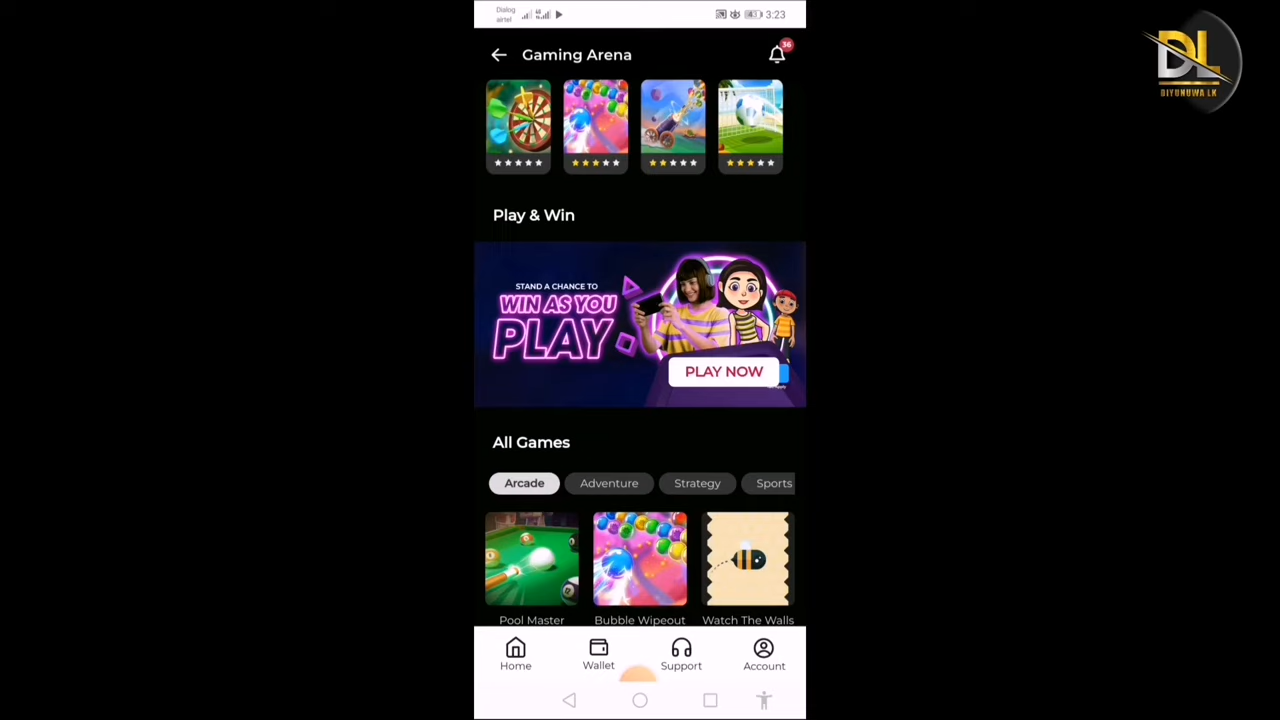 Dialog
airtel
4G
3:23
Gaming Arena
36
Play & Win
STAND A CHANCE TO
WIN AS YOU
PLAY
PLAY NOW
All Games
Arcade
Adventure
Strategy
Sports
Pool Master
Bubble Wipeout
Watch The Walls
Home
Wallet
Support
Account
DL
DIYUNUWA LK